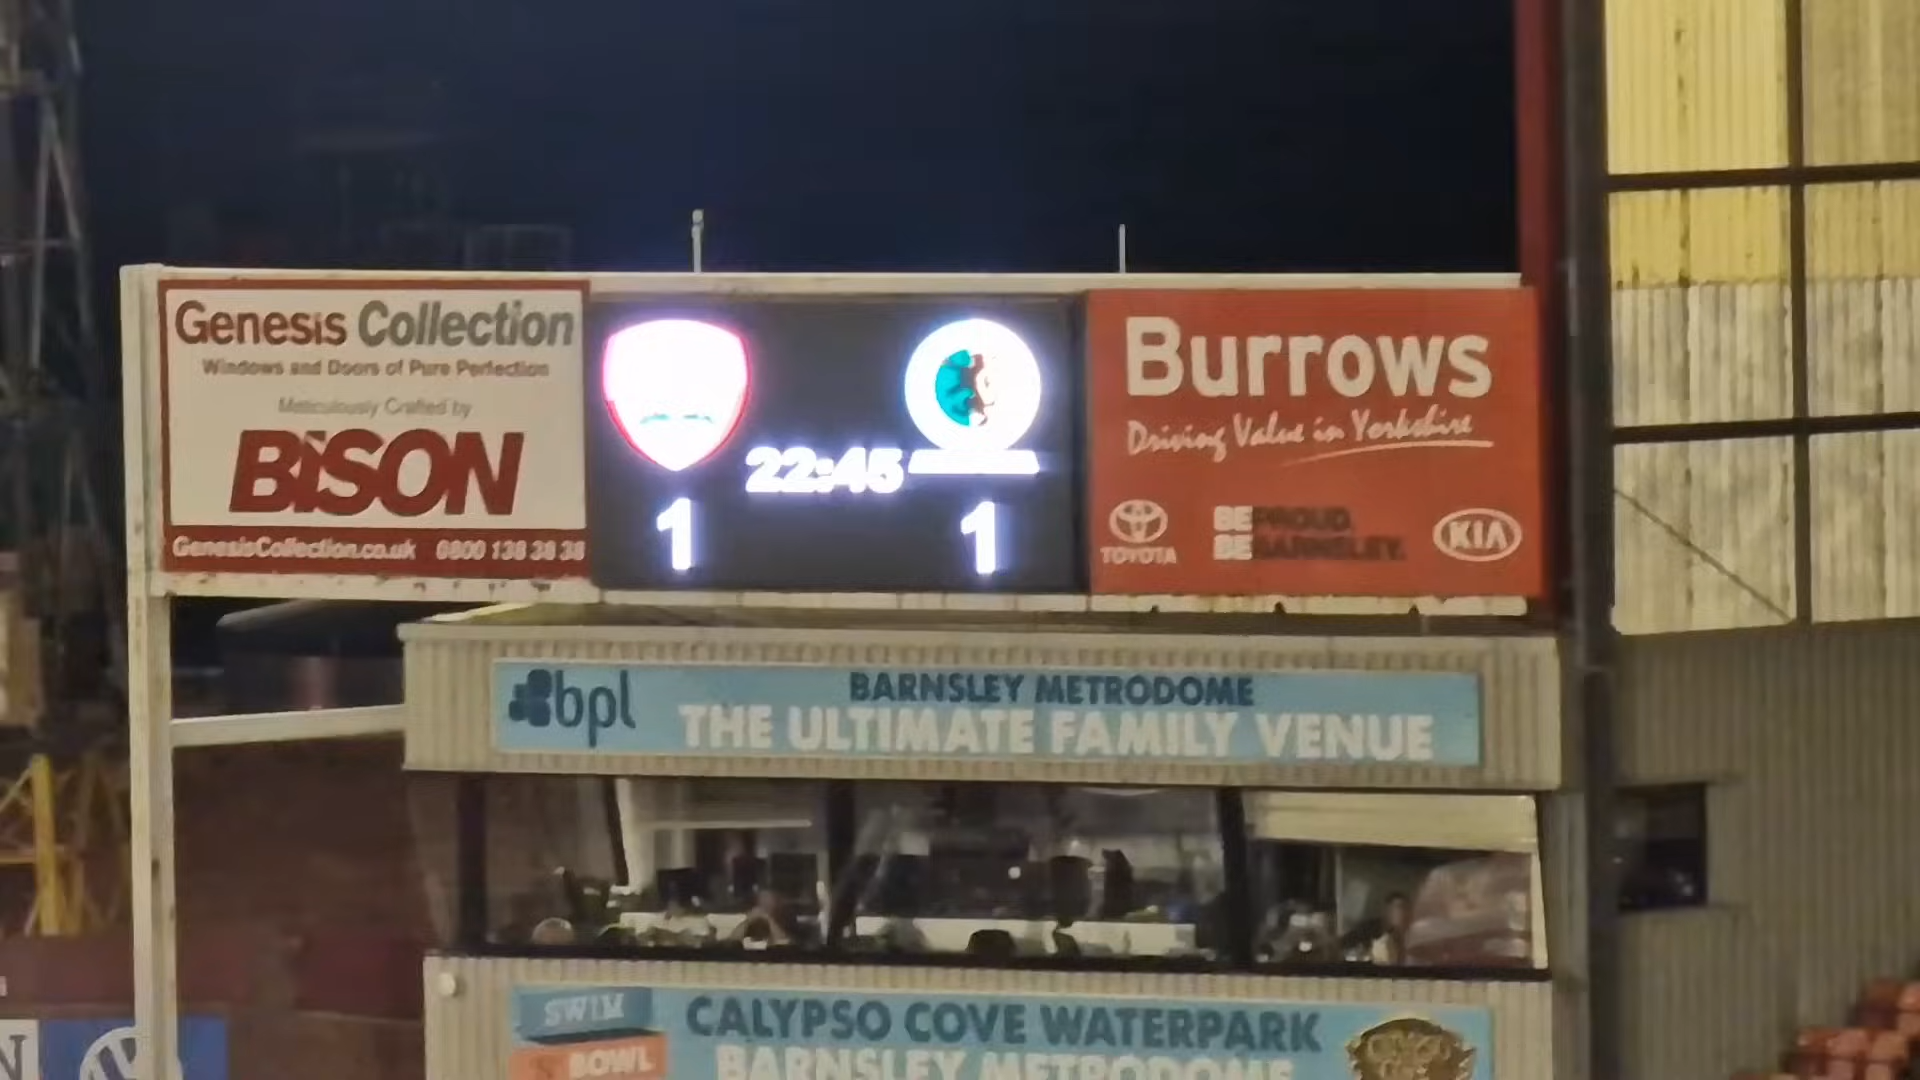 Genesis Collection
Windows and Doors of Pure Perfection
Meticulously Crafted by
BiSON
GenesisCollection.co.uk 0800 138 38 38
22:45
1 1
Burrows
Driving Value in Yorkshire
TOYOTA
BE PROUD.
BE BARNSLEY.
KIA
bpl
BARNSLEY METRODOME
THE ULTIMATE FAMILY VENUE
SWIM
BOWL
CALYPSO COVE WATERPARK
BARNSLEY METRODOME